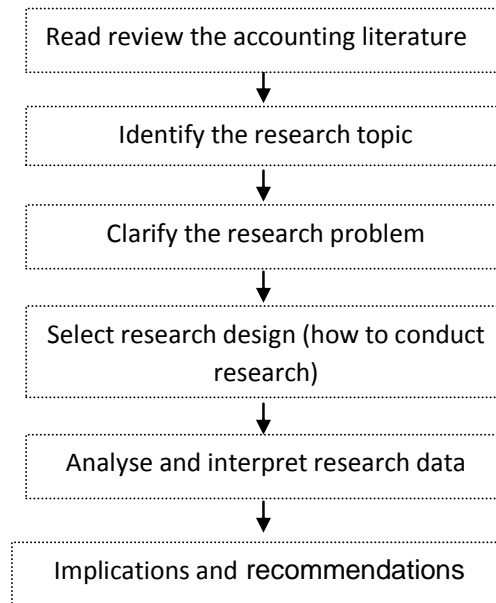 Read review the accounting literature
Identify the research topic
Clarify the research problem
Select research design (how to conduct
research)
Analyse and interpret research data
Implications and recommendations